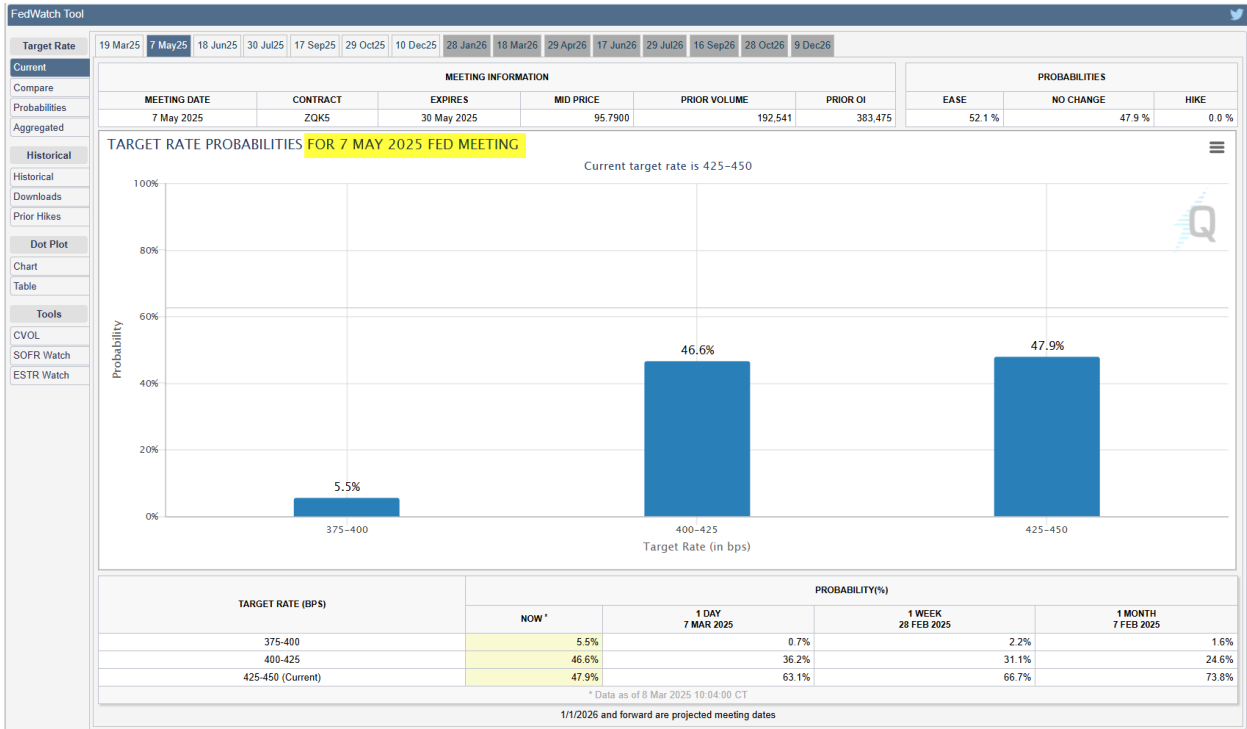 FedWatch Tool
Target Rate
Current
Compare
Probabilities
Aggregated
Historical
Historical
Downloads
Prior Hikes
Dot Plot
Chart
Table
Tools
CVOL
SOFR Watch
ESTR Watch
19 Mar25 7 May25 18 Jun25 30 Jul25 17 Sep25 29 Oct25 10 Dec25 28 Jan26 18 Mar26 29 Apr26 17 Jun26 29 Jul26 16 Sep26 28 Oct26 9 Dec26
MEETING INFORMATION
MEETING DATE CONTRACT EXPIRES MID PRICE PRIOR VOLUME PRIOR OI
7 May 2025 ZQK5 30 May 2025 95.7900 192,541 383,475
PROBABILITIES
EASE NO CHANGE HIKE
52.1 % 47.9 % 0.0 %
TARGET RATE PROBABILITIES FOR 7 MAY 2025 FED MEETING
Current target rate is 425-450
Q
100%
80%
60%
40%
20%
0%
Probability
5.5%
46.6%
47.9%
375-400 400-425 425-450
Target Rate (in bps)
TARGET RATE (BPS) PROBABILITY(%)
NOW * 1 DAY 7 MAR 2025 1 WEEK 28 FEB 2025 1 MONTH 7 FEB 2025
375-400 5.5% 0.7% 2.2% 1.6%
400-425 46.6% 36.2% 31.1% 24.6%
425-450 (Current) 47.9% 63.1% 66.7% 73.8%
* Data as of 8 Mar 2025 10:04:00 CT
1/1/2026 and forward are projected meeting dates